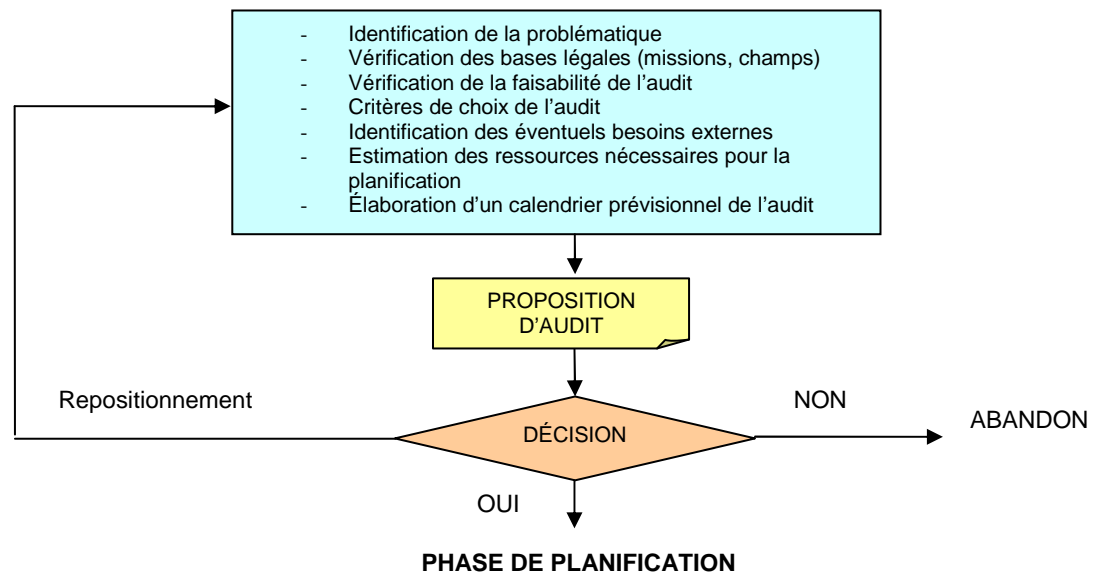 - Identification de la problématique
- Vérification des bases légales (missions, champs)
- Vérification de la faisabilité de l'audit
- Critères de choix de l'audit
- Identification des éventuels besoins externes
- Estimation des ressources nécessaires pour la
planification
- Élaboration d'un calendrier prévisionnel de l'audit
PROPOSITION
D'AUDIT
Repositionnement
NON
DÉCISION
ABANDON
OUI
PHASE DE PLANIFICATION